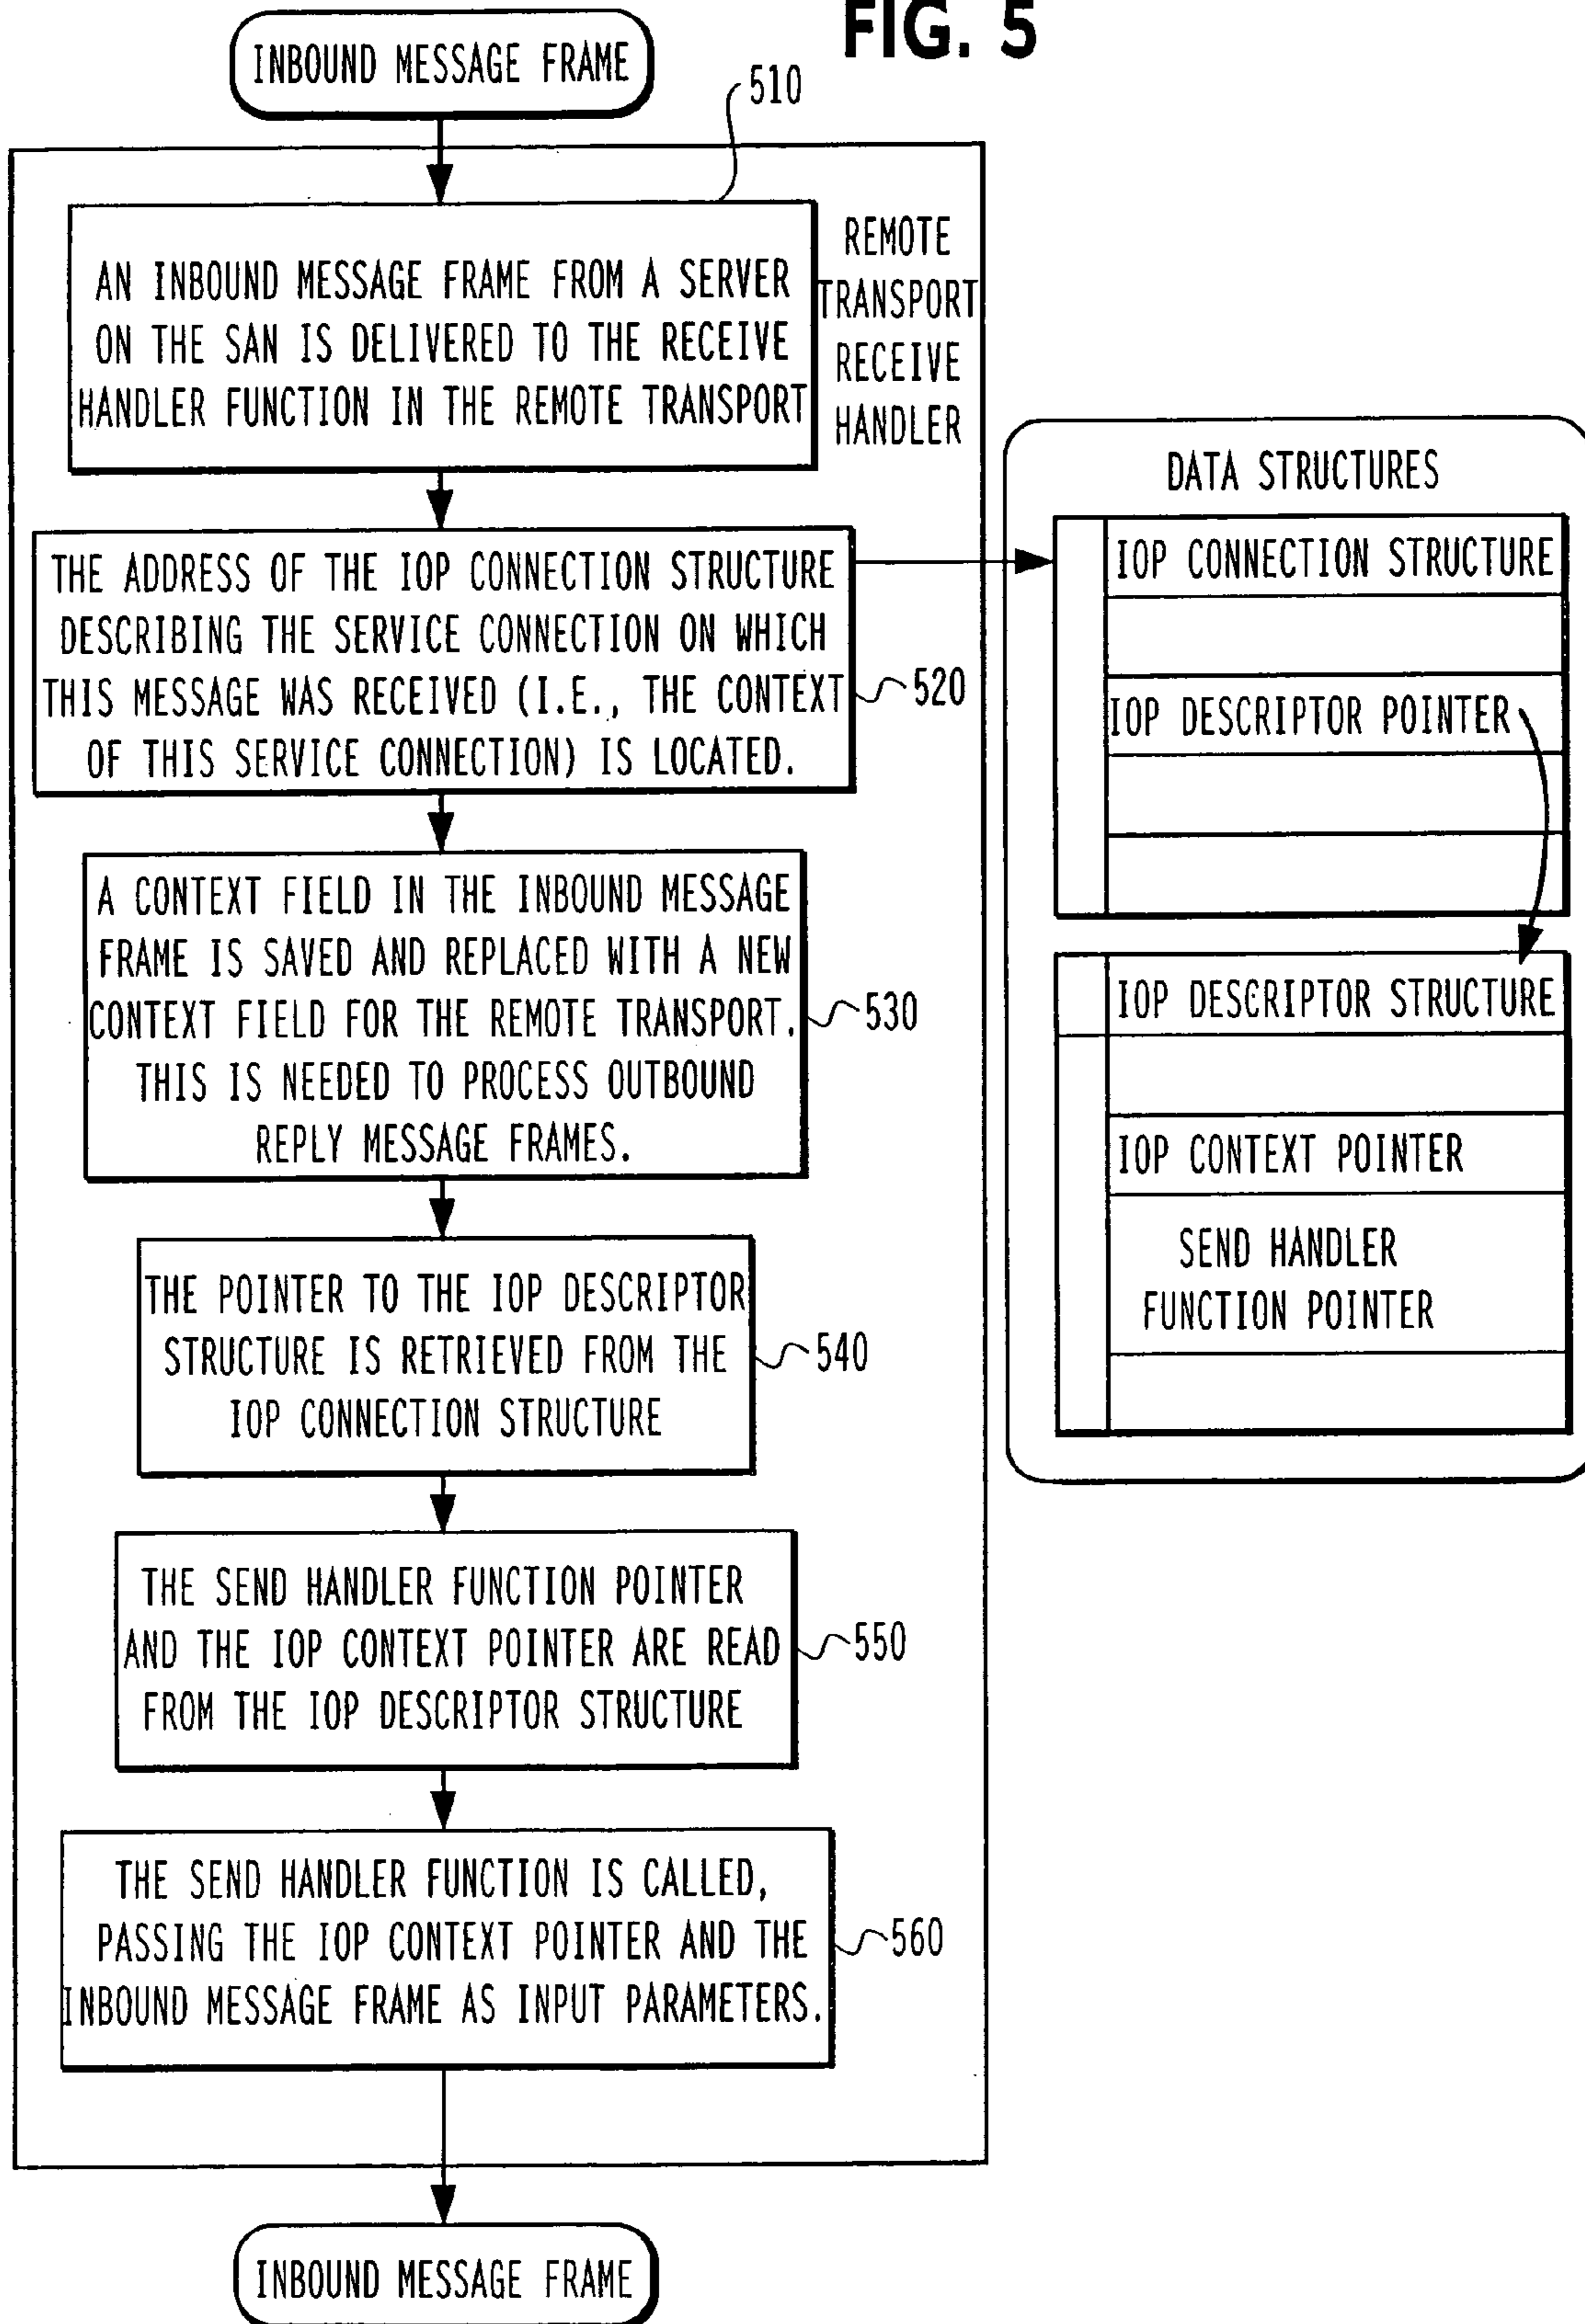 FIG. 5
INBOUND MESSAGE FRAME
510
AN INBOUND MESSAGE FRAME FROM A SERVER
ON THE SAN IS DELIVERED TO THE RECEIVE
HANDLER FUNCTION IN THE REMOTE TRANSPORT
REMOTE
TRANSPORT
RECEIVE
HANDLER
THE ADDRESS OF THE IOP CONNECTION STRUCTURE
DESCRIBING THE SERVICE CONNECTION ON WHICH
THIS MESSAGE WAS RECEIVED (I.E., THE CONTEXT
OF THIS SERVICE CONNECTION) IS LOCATED.
520
A CONTEXT FIELD IN THE INBOUND MESSAGE
FRAME IS SAVED AND REPLACED WITH A NEW
CONTEXT FIELD FOR THE REMOTE TRANSPORT.
THIS IS NEEDED TO PROCESS OUTBOUND
REPLY MESSAGE FRAMES.
530
THE POINTER TO THE IOP DESCRIPTOR
STRUCTURE IS RETRIEVED FROM THE
IOP CONNECTION STRUCTURE
540
THE SEND HANDLER FUNCTION POINTER
AND THE IOP CONTEXT POINTER ARE READ
FROM THE IOP DESCRIPTOR STRUCTURE
550
THE SEND HANDLER FUNCTION IS CALLED,
PASSING THE IOP CONTEXT POINTER AND THE
INBOUND MESSAGE FRAME AS INPUT PARAMETERS.
560
INBOUND MESSAGE FRAME
DATA STRUCTURES
IOP CONNECTION STRUCTURE
IOP DESCRIPTOR POINTER
IOP DESCRIPTOR STRUCTURE
IOP CONTEXT POINTER
SEND HANDLER
FUNCTION POINTER